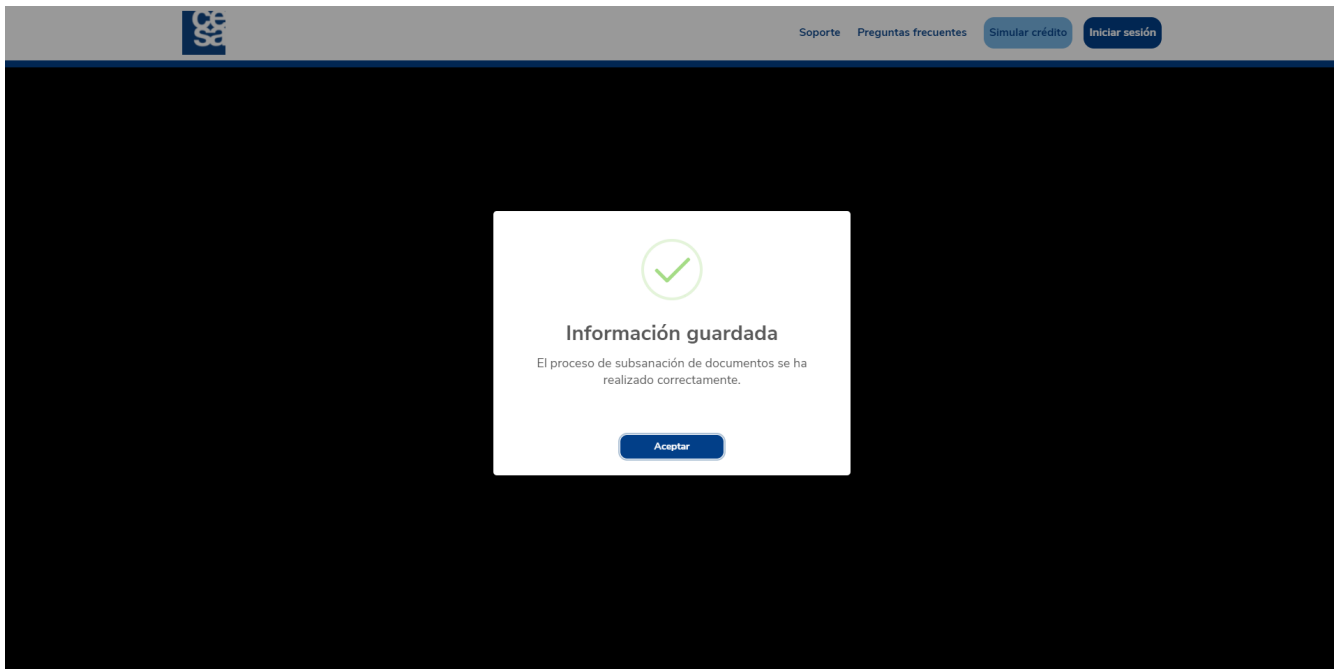 cesa
Soporte Preguntas frecuentes Simular crédito Iniciar sesión
Información guardada
El proceso de subsanación de documentos se ha
realizado correctamente.
Aceptar